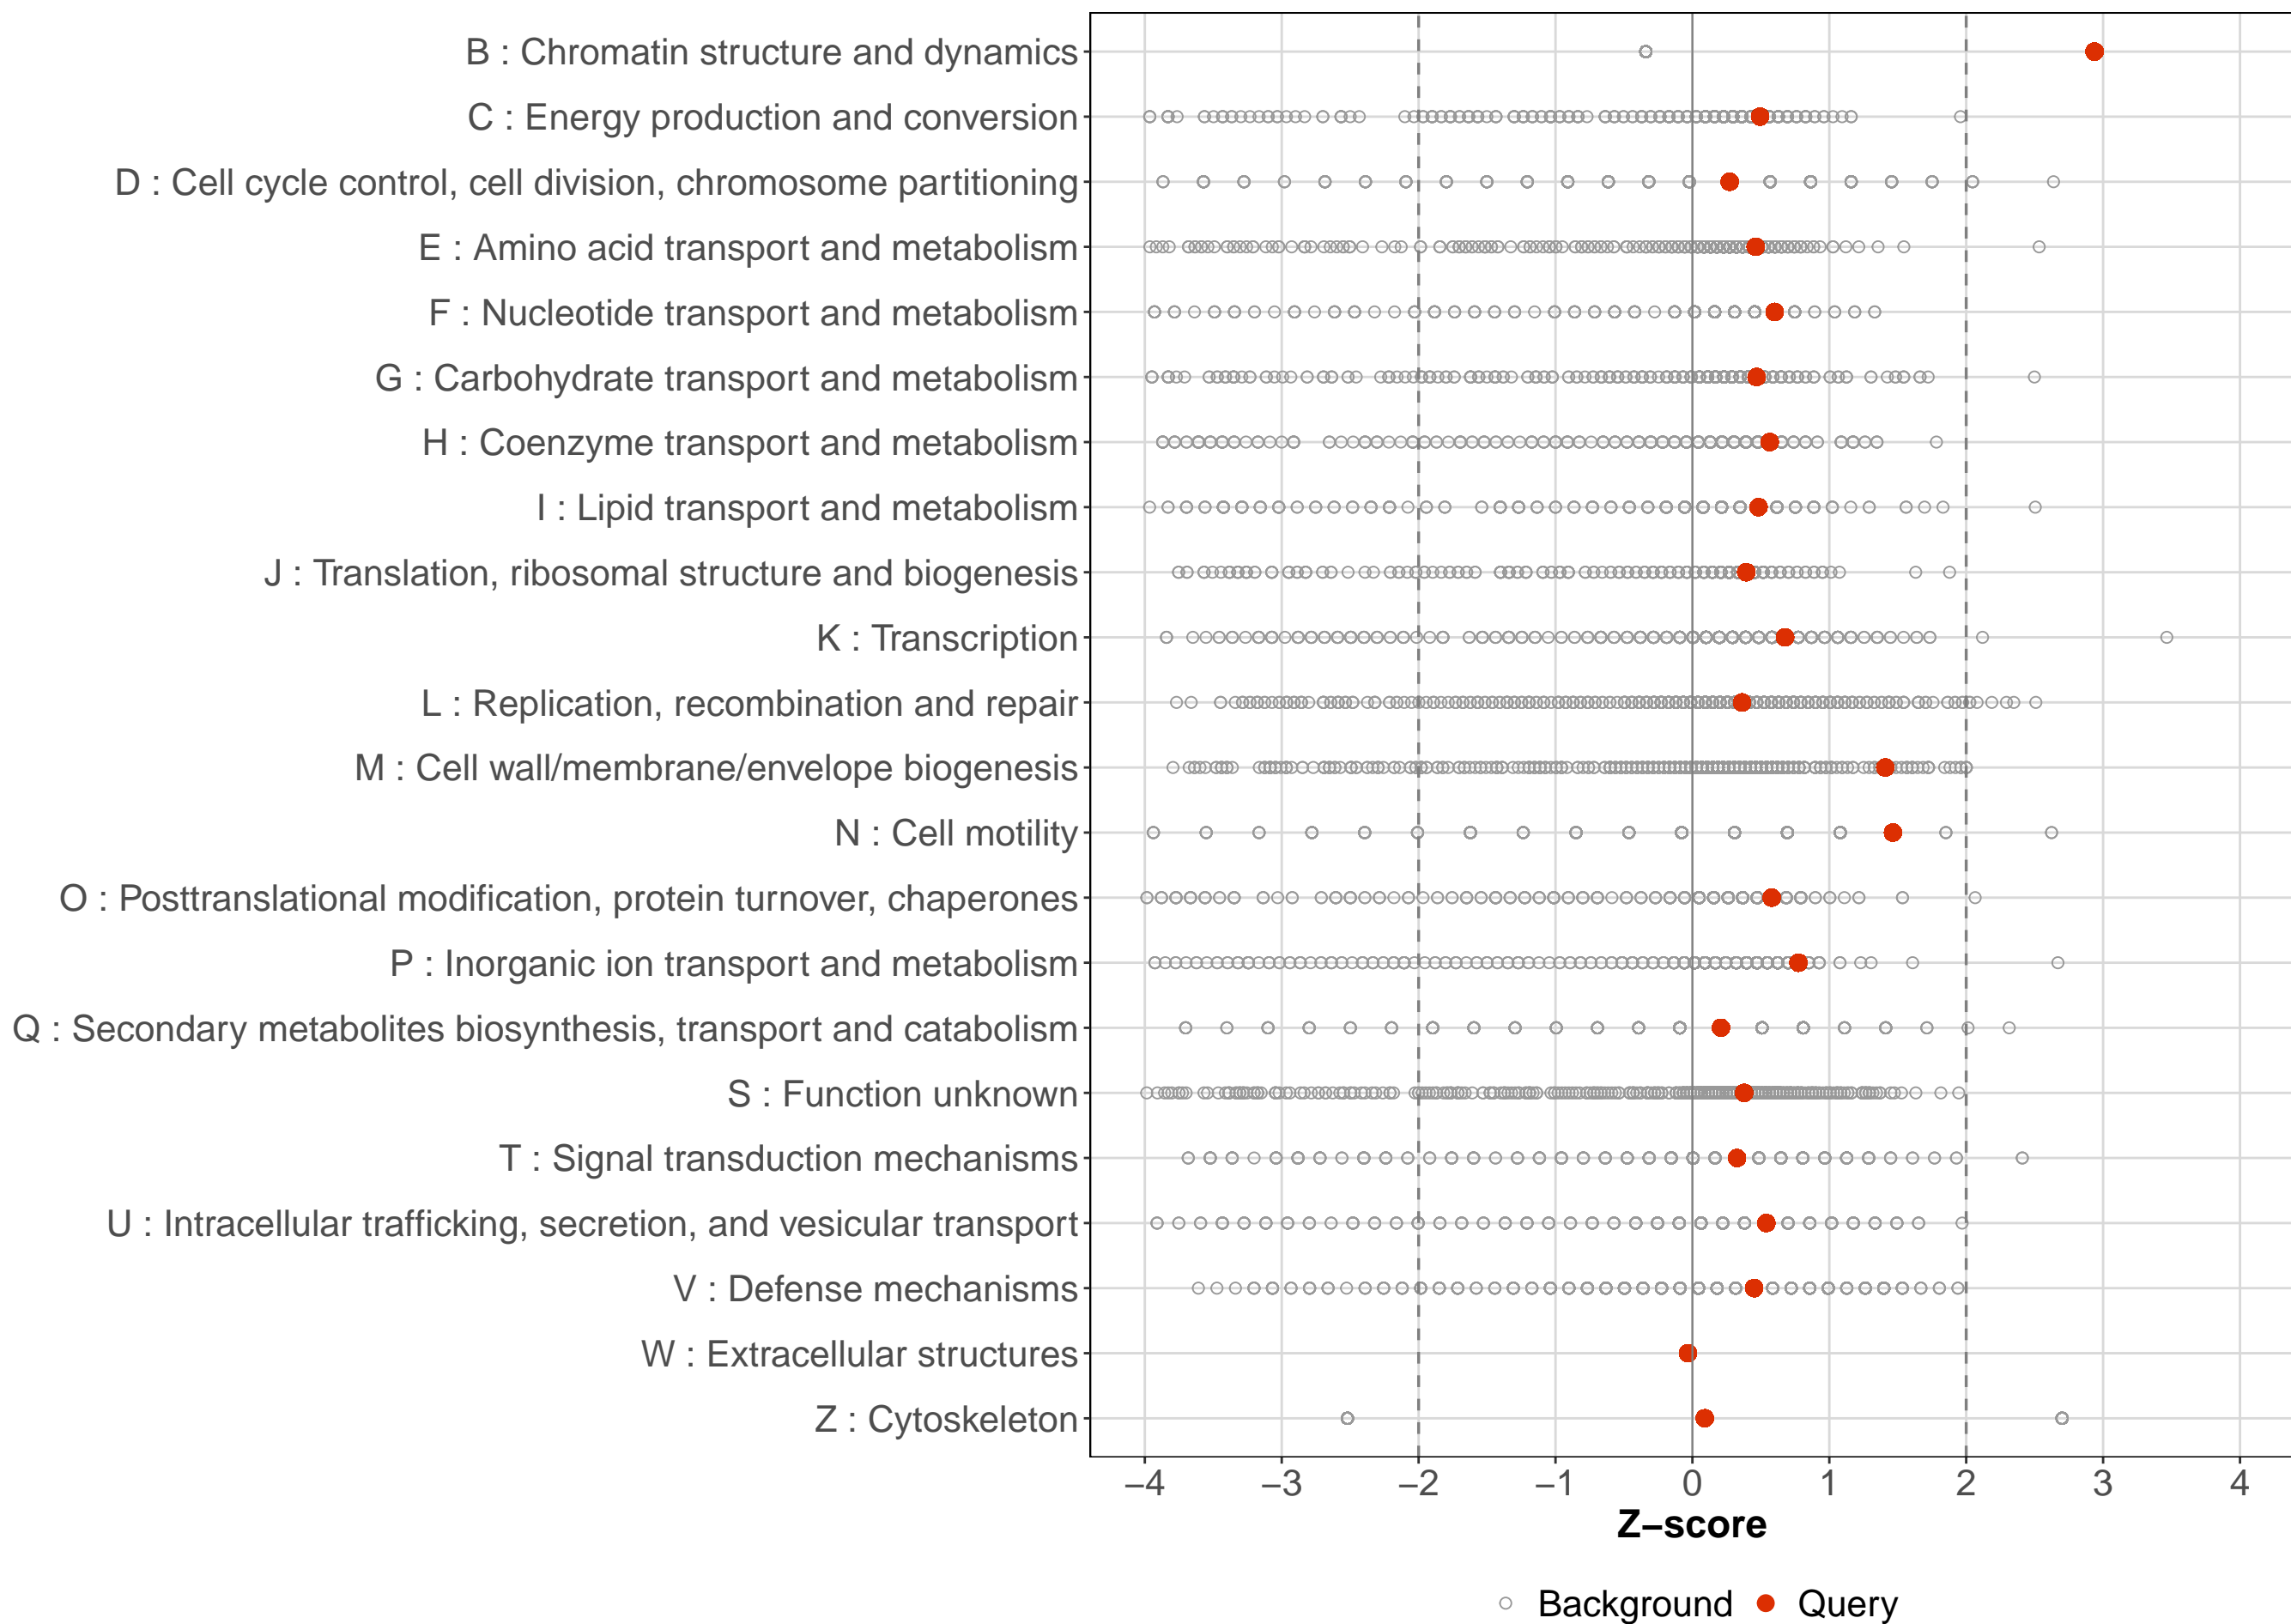 B : Chromatin structure and dynamics
C : Energy production and conversion
D : Cell cycle control, cell division, chromosome partitioning
E : Amino acid transport and metabolism
F : Nucleotide transport and metabolism
G : Carbohydrate transport and metabolism
H : Coenzyme transport and metabolism
I : Lipid transport and metabolism
J : Translation, ribosomal structure and biogenesis
K : Transcription
L : Replication, recombination and repair
M : Cell wall/membrane/envelope biogenesis
N : Cell motility
O : Posttranslational modification, protein turnover, chaperones
P : Inorganic ion transport and metabolism
Q : Secondary metabolites biosynthesis, transport and catabolism
S : Function unknown
T : Signal transduction mechanisms
U : Intracellular trafficking, secretion, and vesicular transport
V : Defense mechanisms
W : Extracellular structures
Z : Cytoskeleton
−4 −3 −2 −1 0 1 2 3 4
Z−score
Background Query